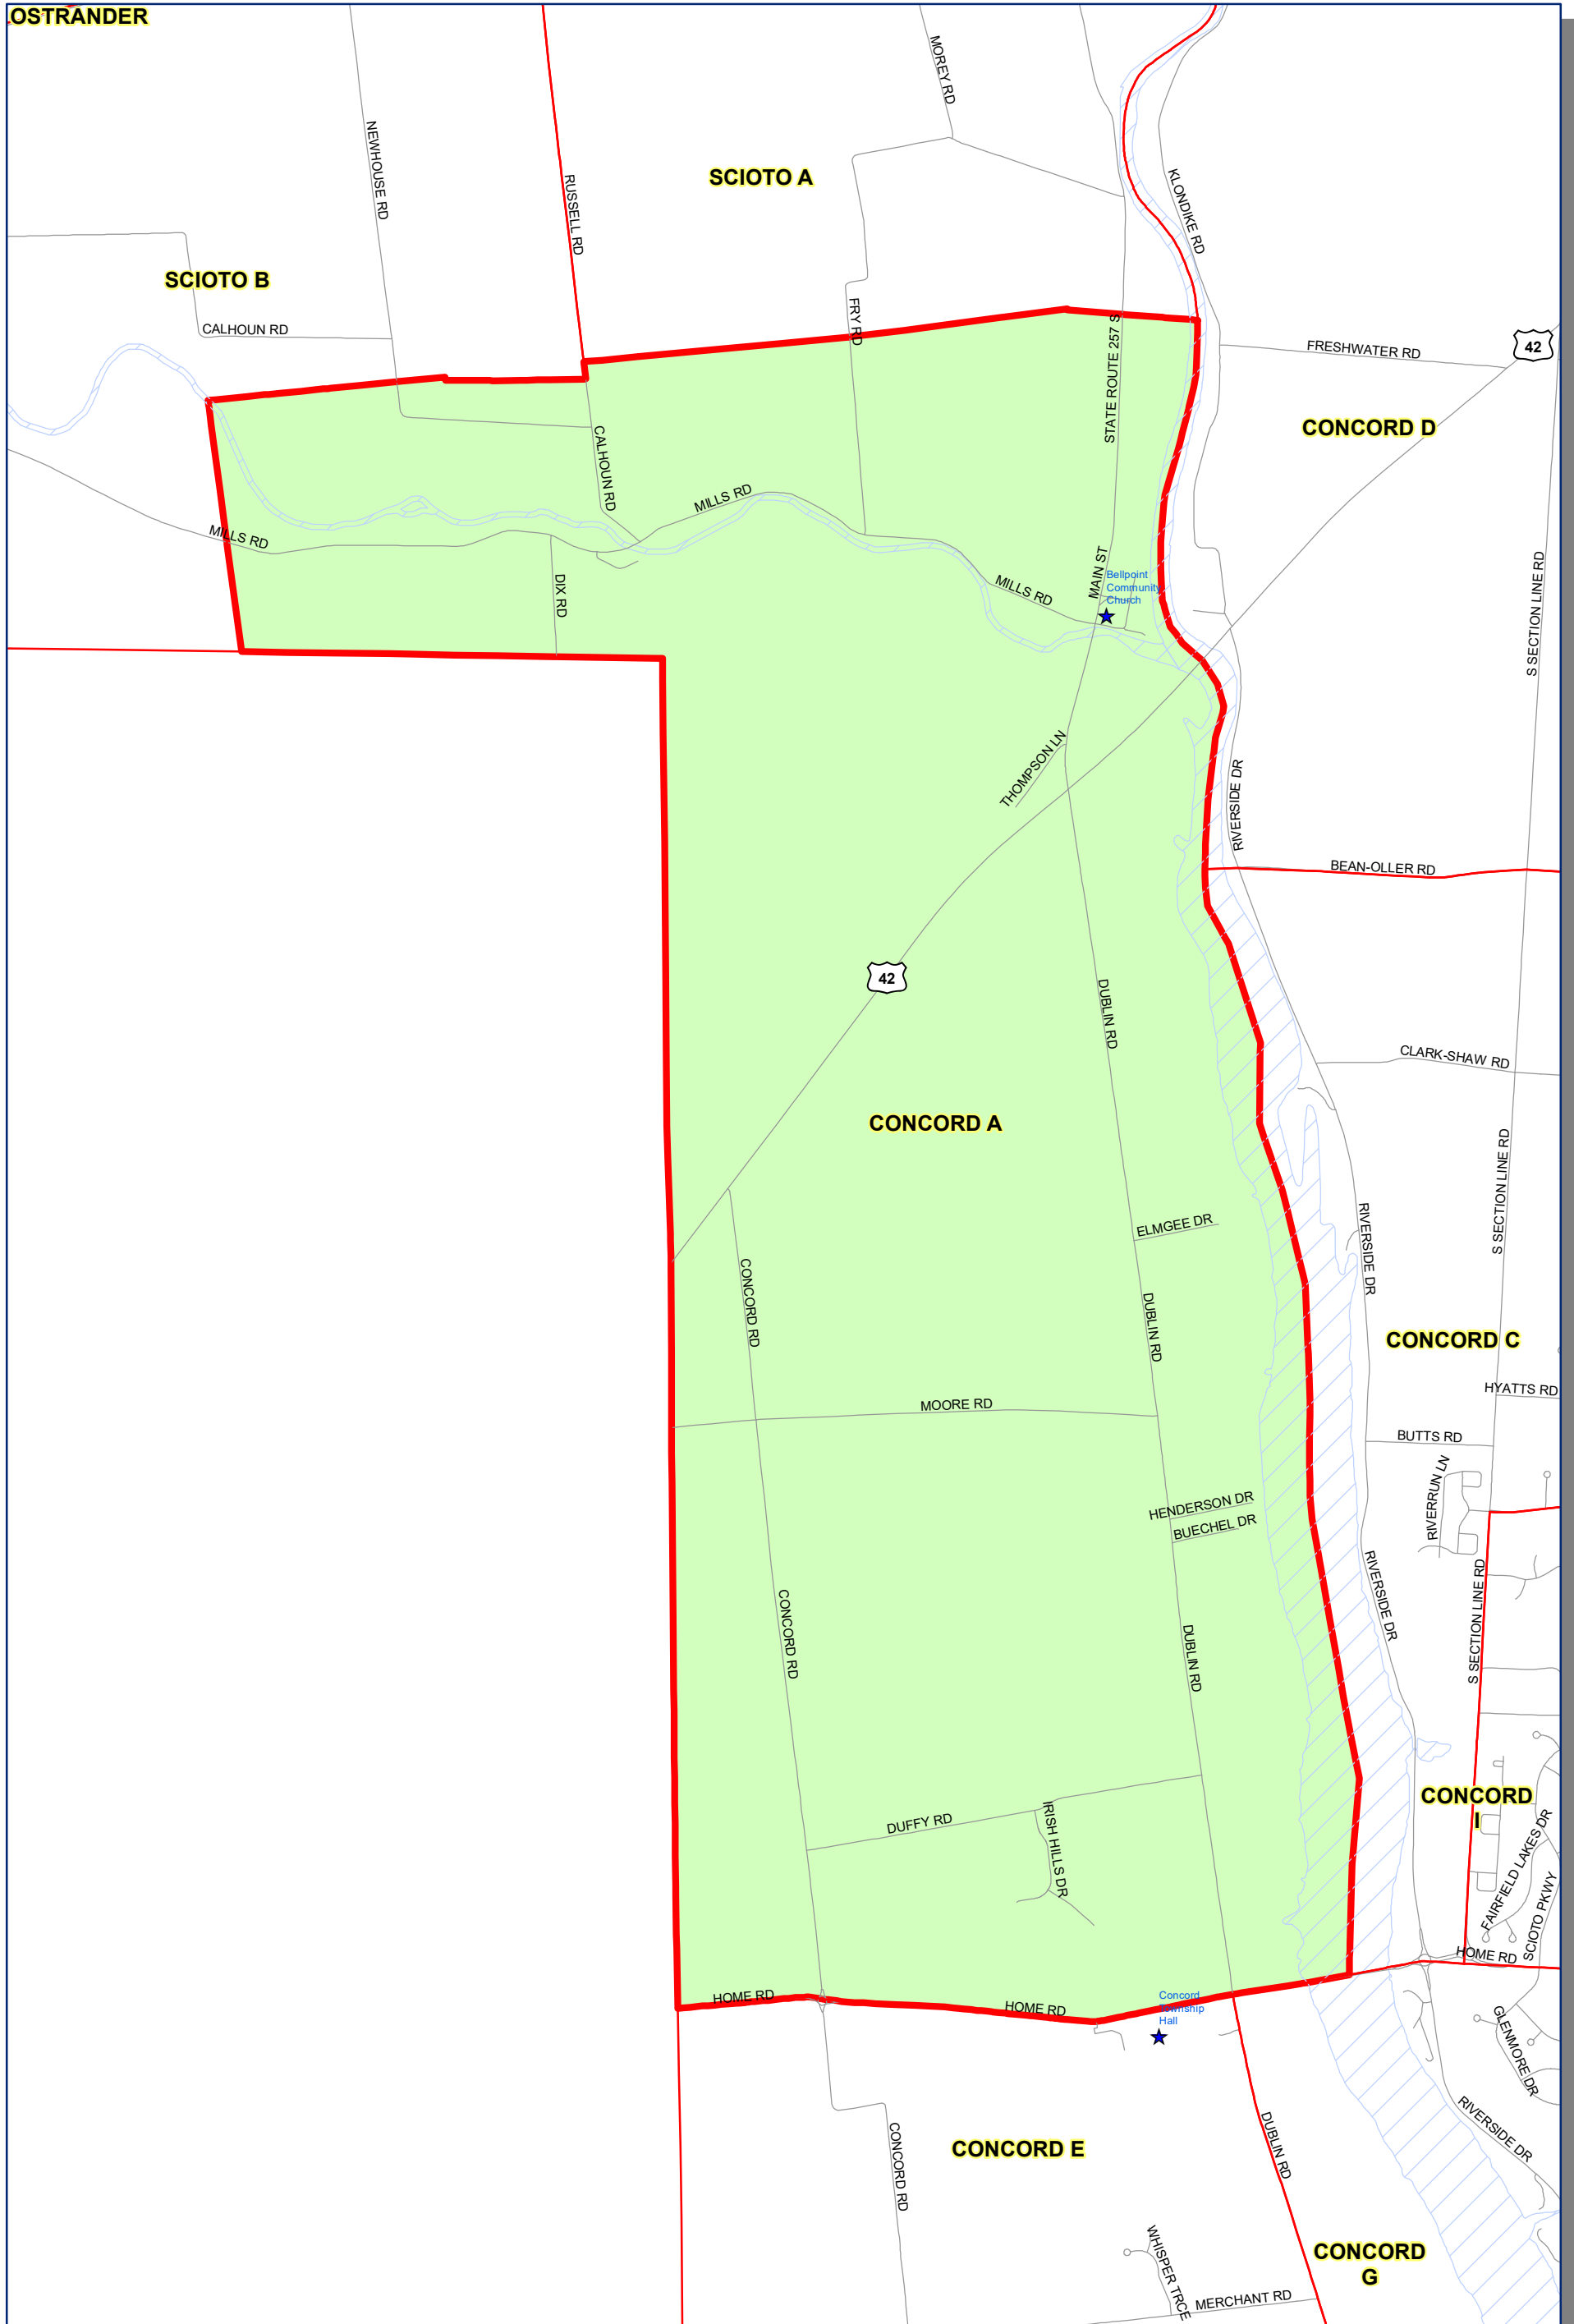 OSTRANDER
MOREY RD
NEWHOUSE RD
RUSSELL RD
SCIOTO A
KLONDIKE RD
SCIOTO B
CALHOUN RD
FRY RD
STATE ROUTE 257 S
FRESHWATER RD
42
CONCORD D
CALHOUN RD
MILLS RD
MILLS RD
DIX RD
MILLS RD
MAIN ST
Bellpoint
Community
Church
S SECTION LINE RD
THOMPSON LN
RIVERSIDE DR
BEAN-OLLER RD
42
DUBLIN RD
CLARK-SHAW RD
CONCORD A
S SECTION LINE RD
ELMGEE DR
RIVERSIDE DR
CONCORD RD
DUBLIN RD
CONCORD C
HYATTS RD
MOORE RD
BUTTS RD
RIVERRUN LN
HENDERSON DR
BUECHEL DR
RIVERSIDE DR
S SECTION LINE RD
CONCORD RD
DUBLIN RD
CONCORD
I
DUFFY RD
IRISH HILLS DR
FAIRFIELD LAKES DR
SCIOTO PKWY
HOME RD
HOME RD
HOME RD
Concord
Township
Hall
GLENMORE DR
RIVERSIDE DR
DUBLIN RD
CONCORD RD
CONCORD E
WHISPER TRCE
CONCORD
G
MERCHANT RD